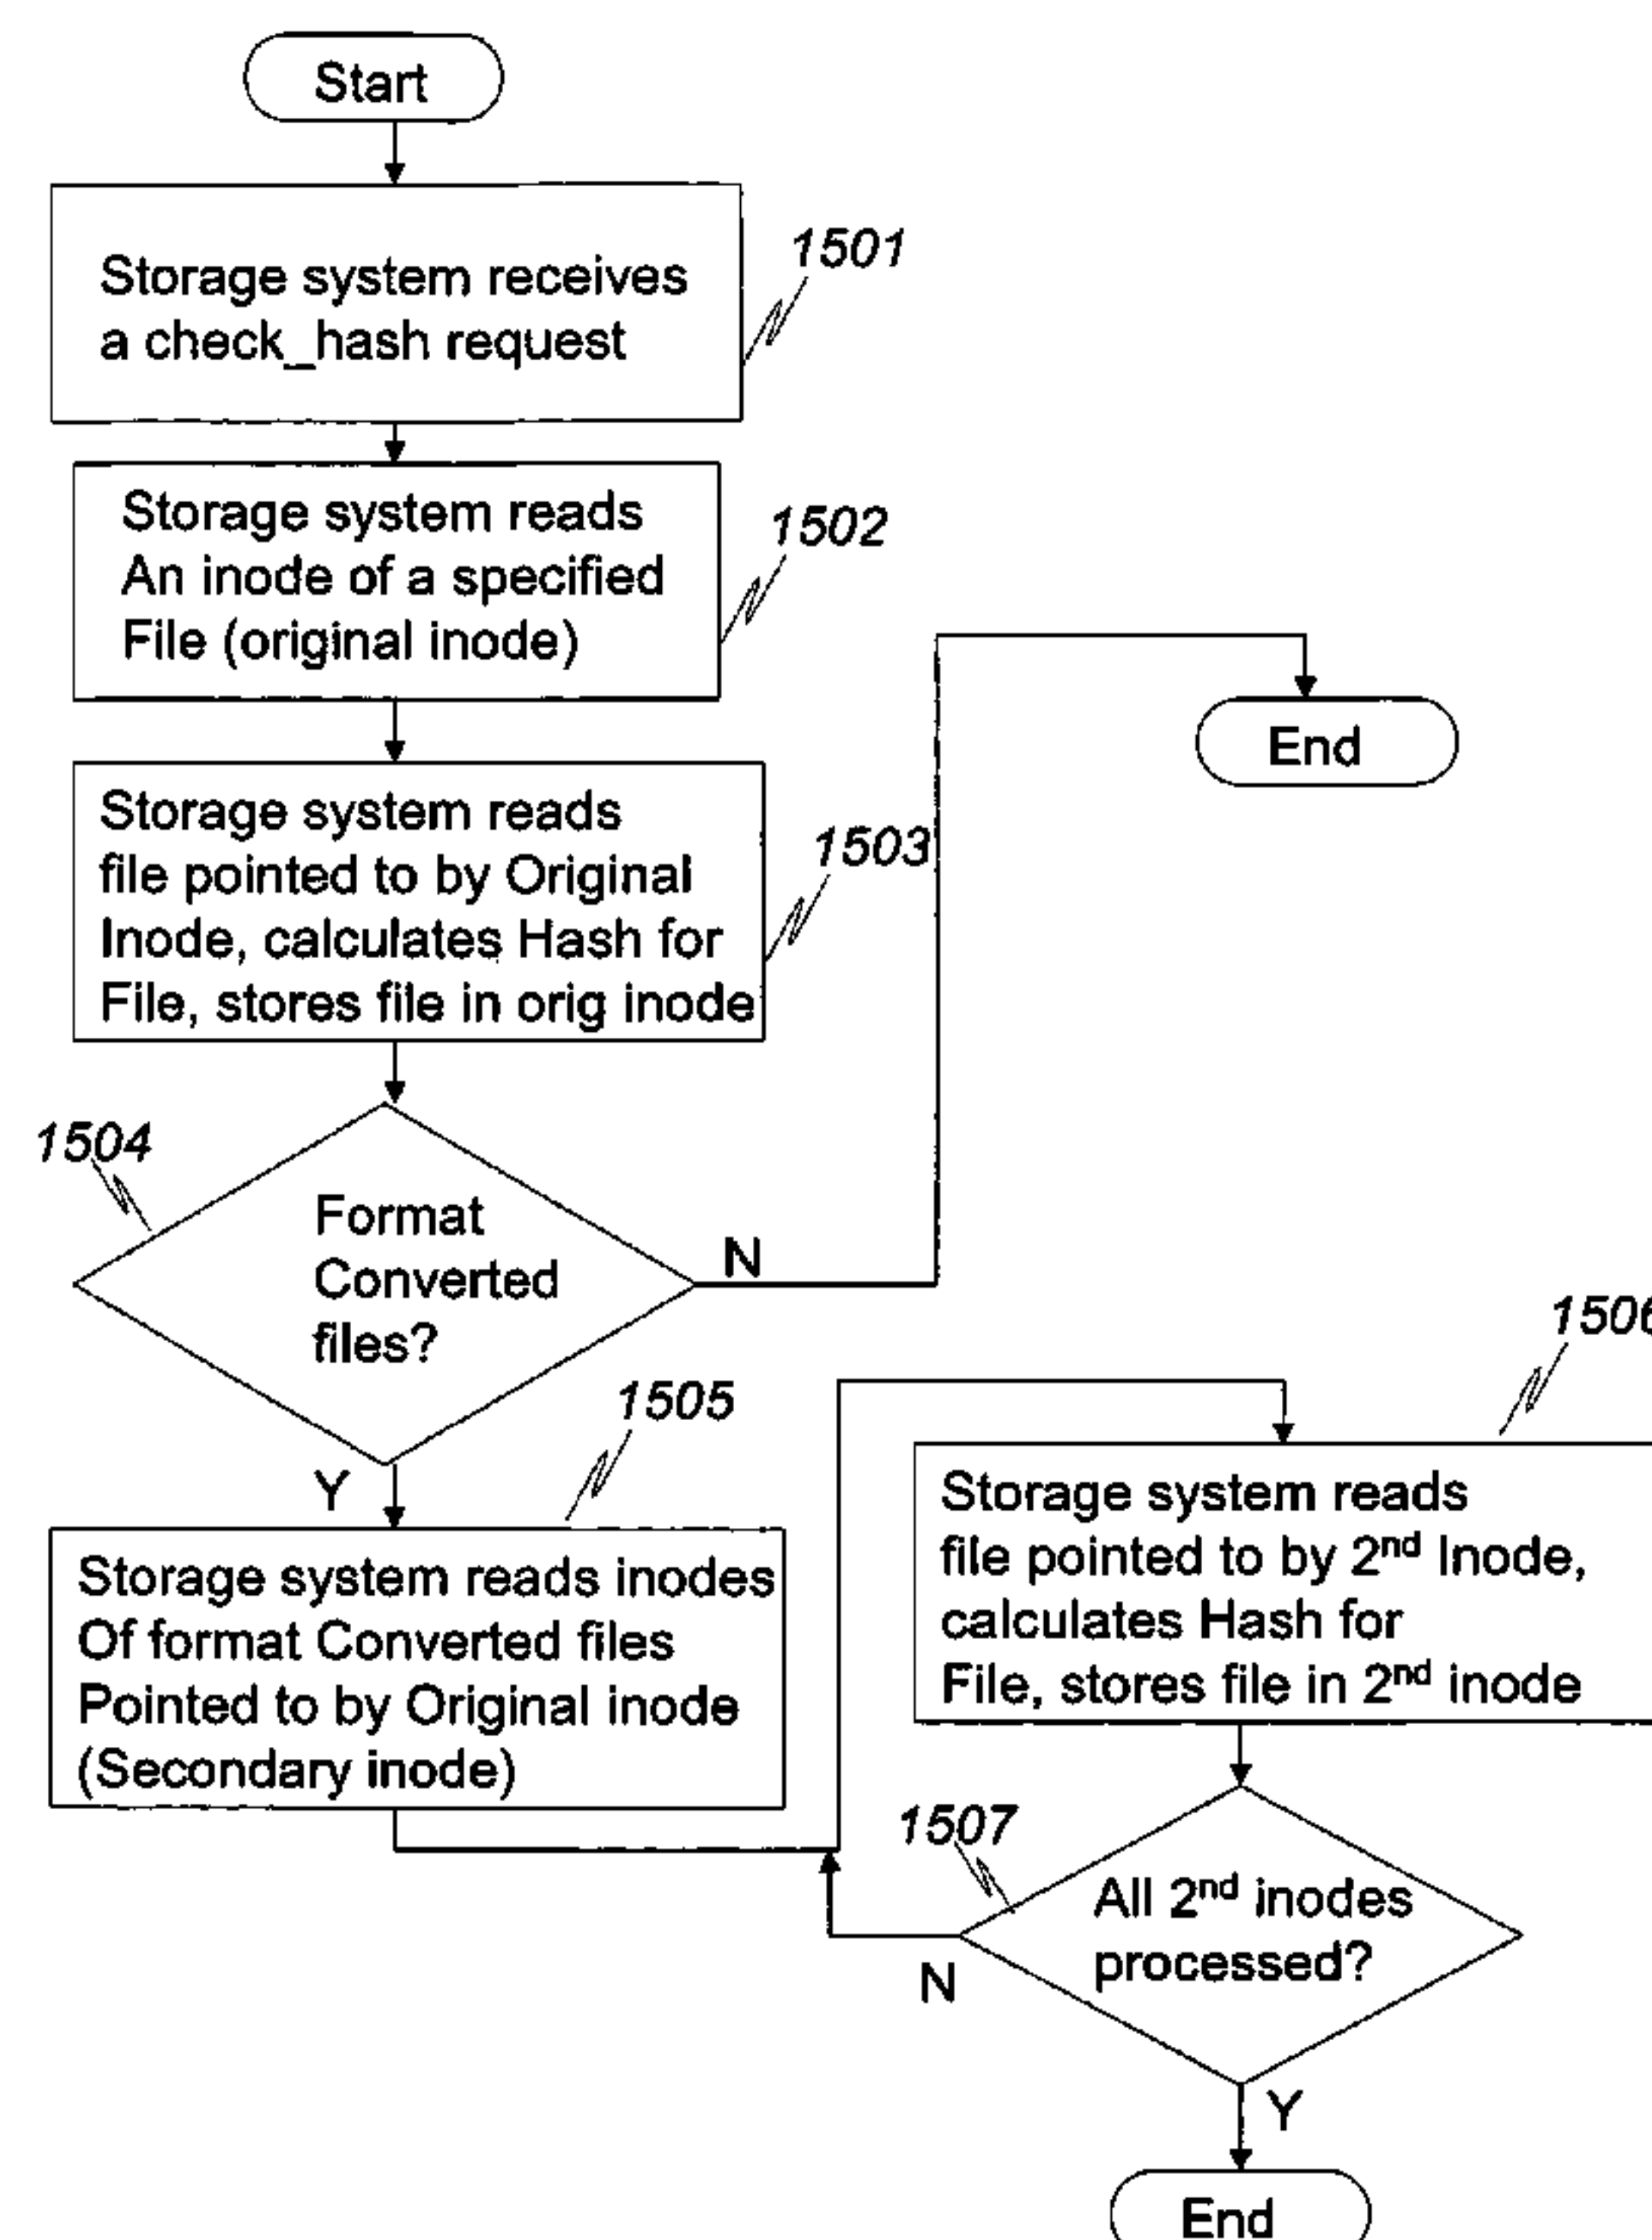 Start
Storage system receives
a check_hash request
1501
Storage system reads
An inode of a specified
File (original inode)
1502
End
Storage system reads
file pointed to by Original
Inode, calculates Hash for
File, stores file in orig inode
1503
1504
Format
Converted
files?
N
Y
1505
Storage system reads inodes
Of format Converted files
Pointed to by Original inode
(Secondary inode)
1506
Storage system reads
file pointed to by 2nd Inode,
calculates Hash for
File, stores file in 2nd inode
1507
All 2nd inodes
processed?
N
Y
End